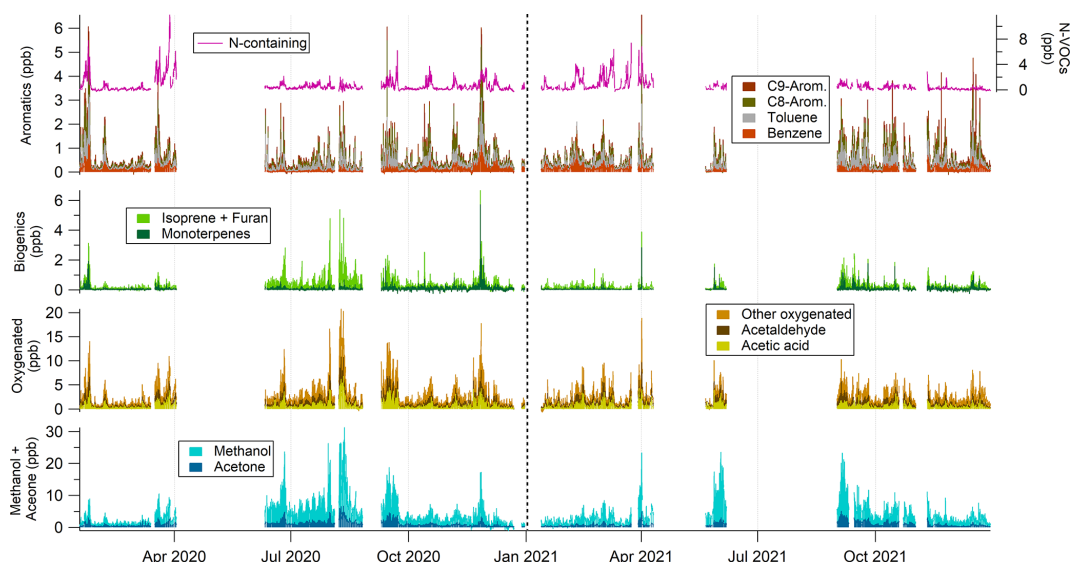 6
5
4
3
2
1
0
Aromatics (ppb)
N-containing
8
4
0
N-VOCs
(ppb)
C9-Arom.
C8-Arom.
Toluene
Benzene
6
4
2
0
Biogenics
(ppb)
Isoprene + Furan
Monoterpenes
20
15
10
5
0
Oxygenated
(ppb)
Other oxygenated
Acetaldehyde
Acetic acid
30
20
10
0
Methanol +
Aceone (ppb)
Methanol
Acetone
Apr 2020
Jul 2020
Oct 2020
Jan 2021
Apr 2021
Jul 2021
Oct 2021